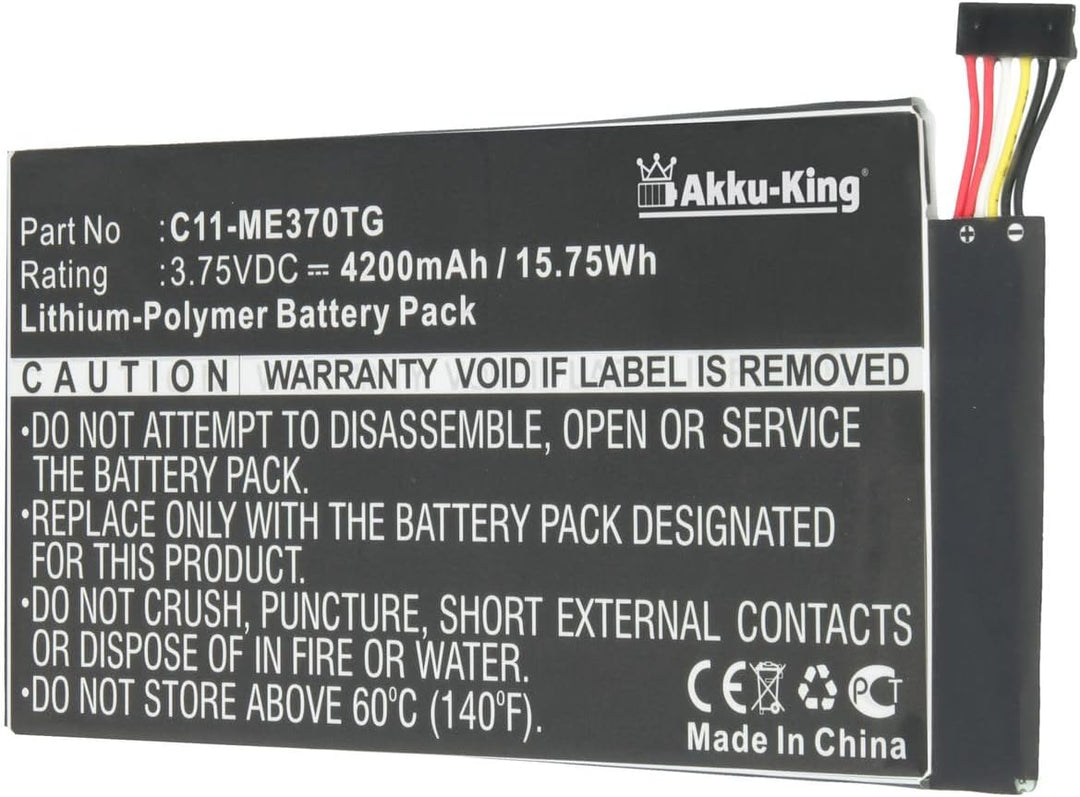 Akku-King®
Part No : C11-ME370TG
Rating : 3.75VDC ⎓ 4200mAh / 15.75Wh
Lithium-Polymer Battery Pack
CAUTION WARRANTY VOID IF LABEL IS REMOVED
•DO NOT ATTEMPT TO DISASSEMBLE, OPEN OR SERVICE
THE BATTERY PACK.
•REPLACE ONLY WITH THE BATTERY PACK DESIGNATED
FOR THIS PRODUCT.
•DO NOT CRUSH, PUNCTURE, SHORT EXTERNAL CONTACTS
OR DISPOSE OF IN FIRE OR WATER.
•DO NOT STORE ABOVE 60°C (140°F).
CE PCT
Made In China
+ -